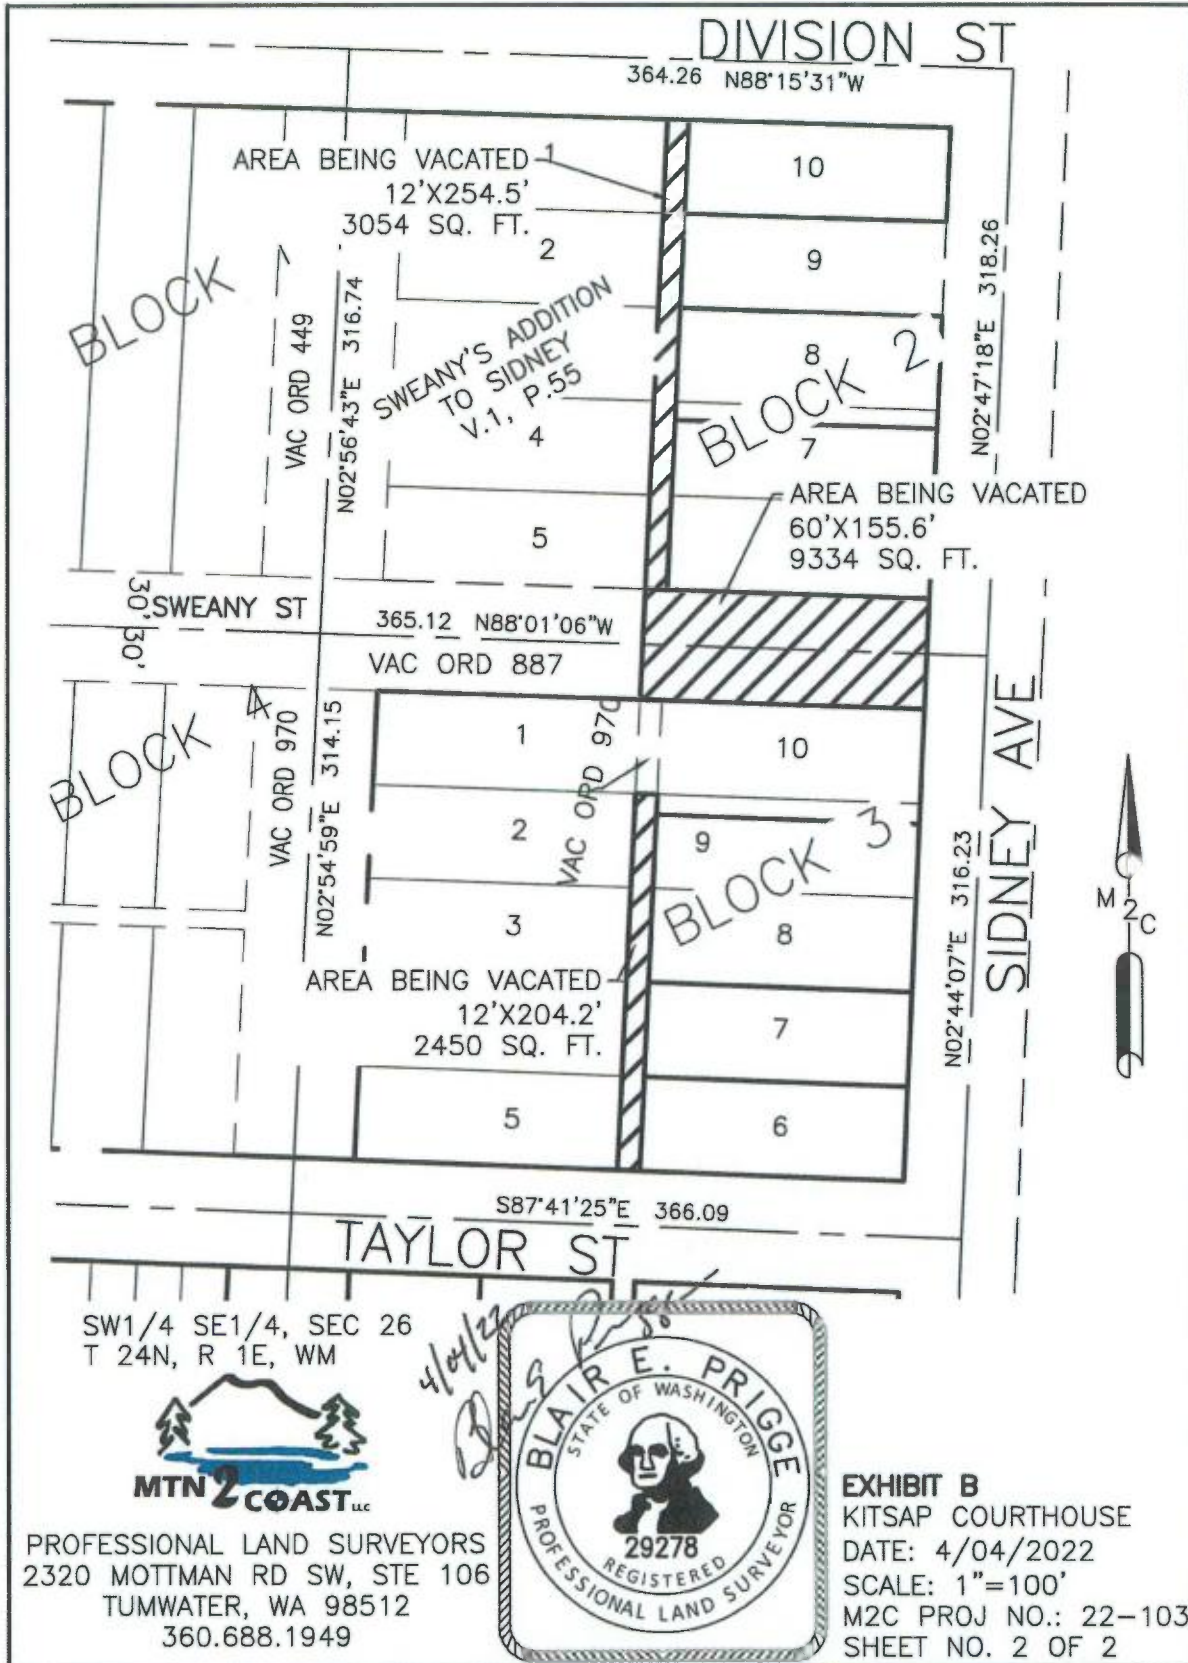 DIVISION ST
364.26 N88°15'31"W
AREA BEING VACATED
12'X254.5'
3054 SQ. FT.
1
10
2
9
BLOCK 1
VAC ORD 449
N02°56'43"E 316.74
SWEANY'S ADDITION
TO SIDNEY
V.1, P.55
8
BLOCK 2
N02°47'18"E 318.26
4
7
AREA BEING VACATED
60'X155.6'
9334 SQ. FT.
5
30'
SWEANY ST
30'
365.12 N88°01'06"W
VAC ORD 887
BLOCK 4
VAC ORD 970
N02°54'59"E 314.15
1
VAC ORD 970
10
2
9
BLOCK 3
3
8
N02°44'07"E 316.23
SIDNEY AVE
M2C
AREA BEING VACATED
12'X204.2'
2450 SQ. FT.
7
5
6
S87°41'25"E 366.09
TAYLOR ST
SW1/4 SE1/4, SEC 26
T 24N, R 1E, WM
4/04/22
MTN 2 COAST LLC
PROFESSIONAL LAND SURVEYORS
2320 MOTTMAN RD SW, STE 106
TUMWATER, WA 98512
360.688.1949
BLAIR E. PRIGGE
STATE OF WASHINGTON
29278
REGISTERED
PROFESSIONAL LAND SURVEYOR
EXHIBIT B
KITSAP COURTHOUSE
DATE: 4/04/2022
SCALE: 1"=100'
M2C PROJ NO.: 22-103
SHEET NO. 2 OF 2